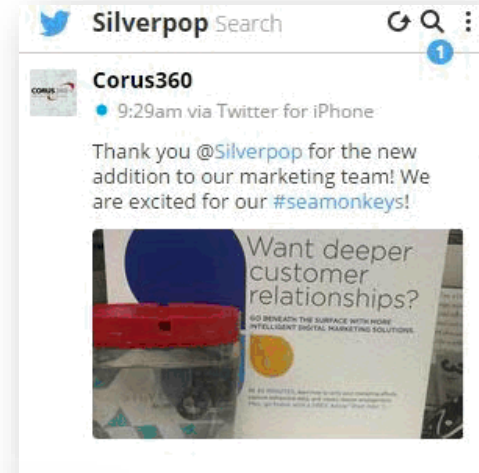 Silverpop Search
1
CORUS360
Corus360
9:29am via Twitter for iPhone
Thank you @Silverpop for the new
addition to our marketing team! We
are excited for our #seamonkeys!
Want deeper
customer
relationships?
GO BENEATH THE SURFACE WITH MORE
INTELLIGENT DIGITAL MARKETING SOLUTIONS.